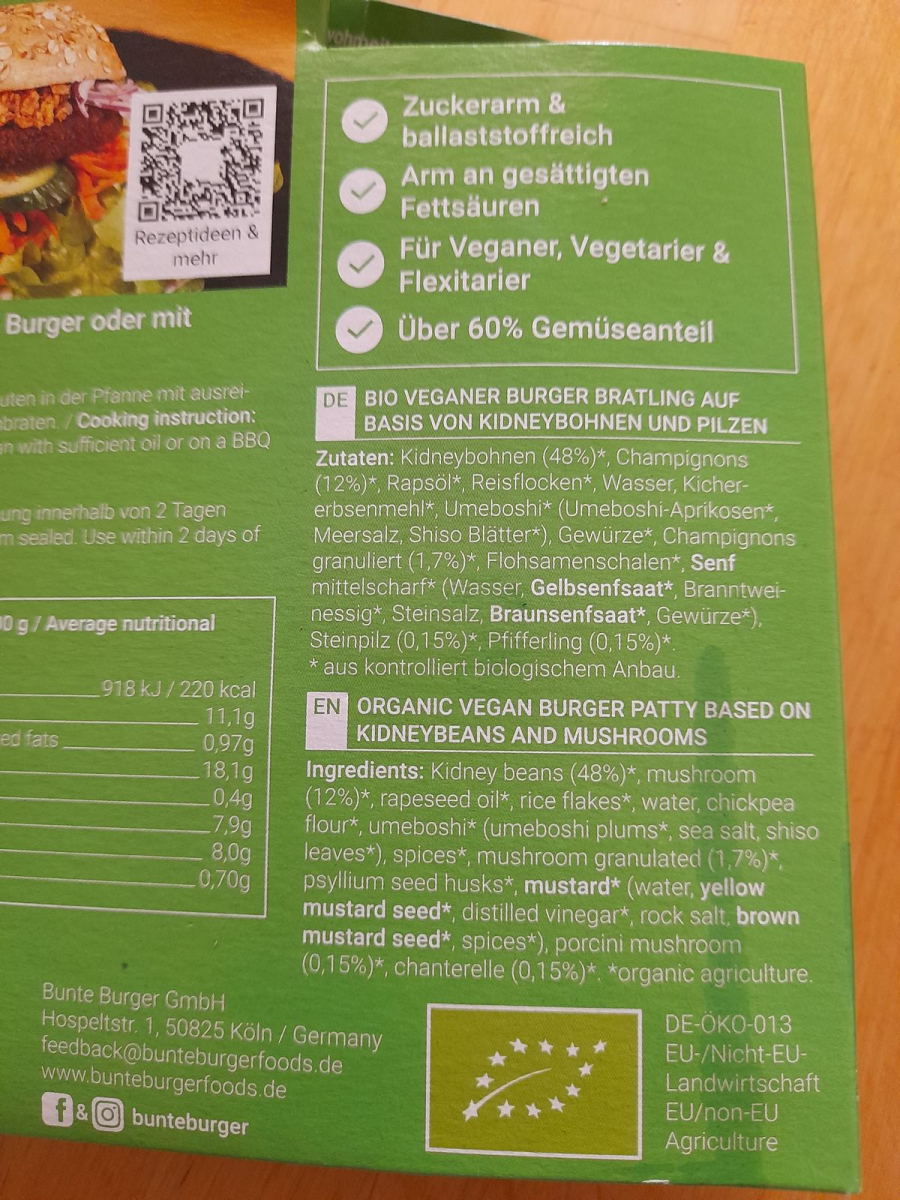 Rezeptideen &
mehr
Burger oder mit
in der Pfanne mit ausrei-
/ Cooking instruction:
with sufficient oil or on a BBQ
innerhalb von 2 Tagen
sealed. Use within 2 days of
g / Average nutritional
918 kJ / 220 kcal
11,1g
fats 0,97g
18,1g
0,4g
7,9g
8,0g
0,70g
Bunte Burger GmbH
Hospeltstr. 1, 50825 Köln / Germany
feedback@bunteburgerfoods.de
www.bunteburgerfoods.de
f & bunteburger
Zuckerarm &
ballaststoffreich
Arm an gesättigten
Fettsäuren
Für Veganer, Vegetarier &
Flexitarier
Über 60% Gemüseanteil
DE BIO VEGANER BURGER BRATLING AUF
BASIS VON KIDNEYBOHNEN UND PILZEN
Zutaten: Kidneybohnen (48%)*, Champignons
(12%)*, Rapsöl*, Reisflocken*, Wasser, Kicher-
erbsenmehl*, Umeboshi* (Umeboshi-Aprikosen*,
Meersalz, Shiso Blätter*), Gewürze*, Champignons
granuliert (1,7%)*, Flohsamenschalen*, Senf
mittelscharf* (Wasser, Gelbsenfsaat*, Branntwei-
nessig*, Steinsalz, Braunsenfsaat*, Gewürze*),
Steinpilz (0,15%)*, Pfifferling (0,15%)*.
* aus kontrolliert biologischem Anbau.
EN ORGANIC VEGAN BURGER PATTY BASED ON
KIDNEYBEANS AND MUSHROOMS
Ingredients: Kidney beans (48%)*, mushroom
(12%)*, rapeseed oil*, rice flakes*, water, chickpea
flour*, umeboshi* (umeboshi plums*, sea salt, shiso
leaves*), spices*, mushroom granulated (1,7%)*,
psyllium seed husks*, mustard* (water, yellow
mustard seed*, distilled vinegar*, rock salt, brown
mustard seed*, spices*), porcini mushroom
(0,15%)*, chanterelle (0,15%)*. *organic agriculture.
DE-ÖKO-013
EU-/Nicht-EU-
Landwirtschaft
EU/non-EU
Agriculture